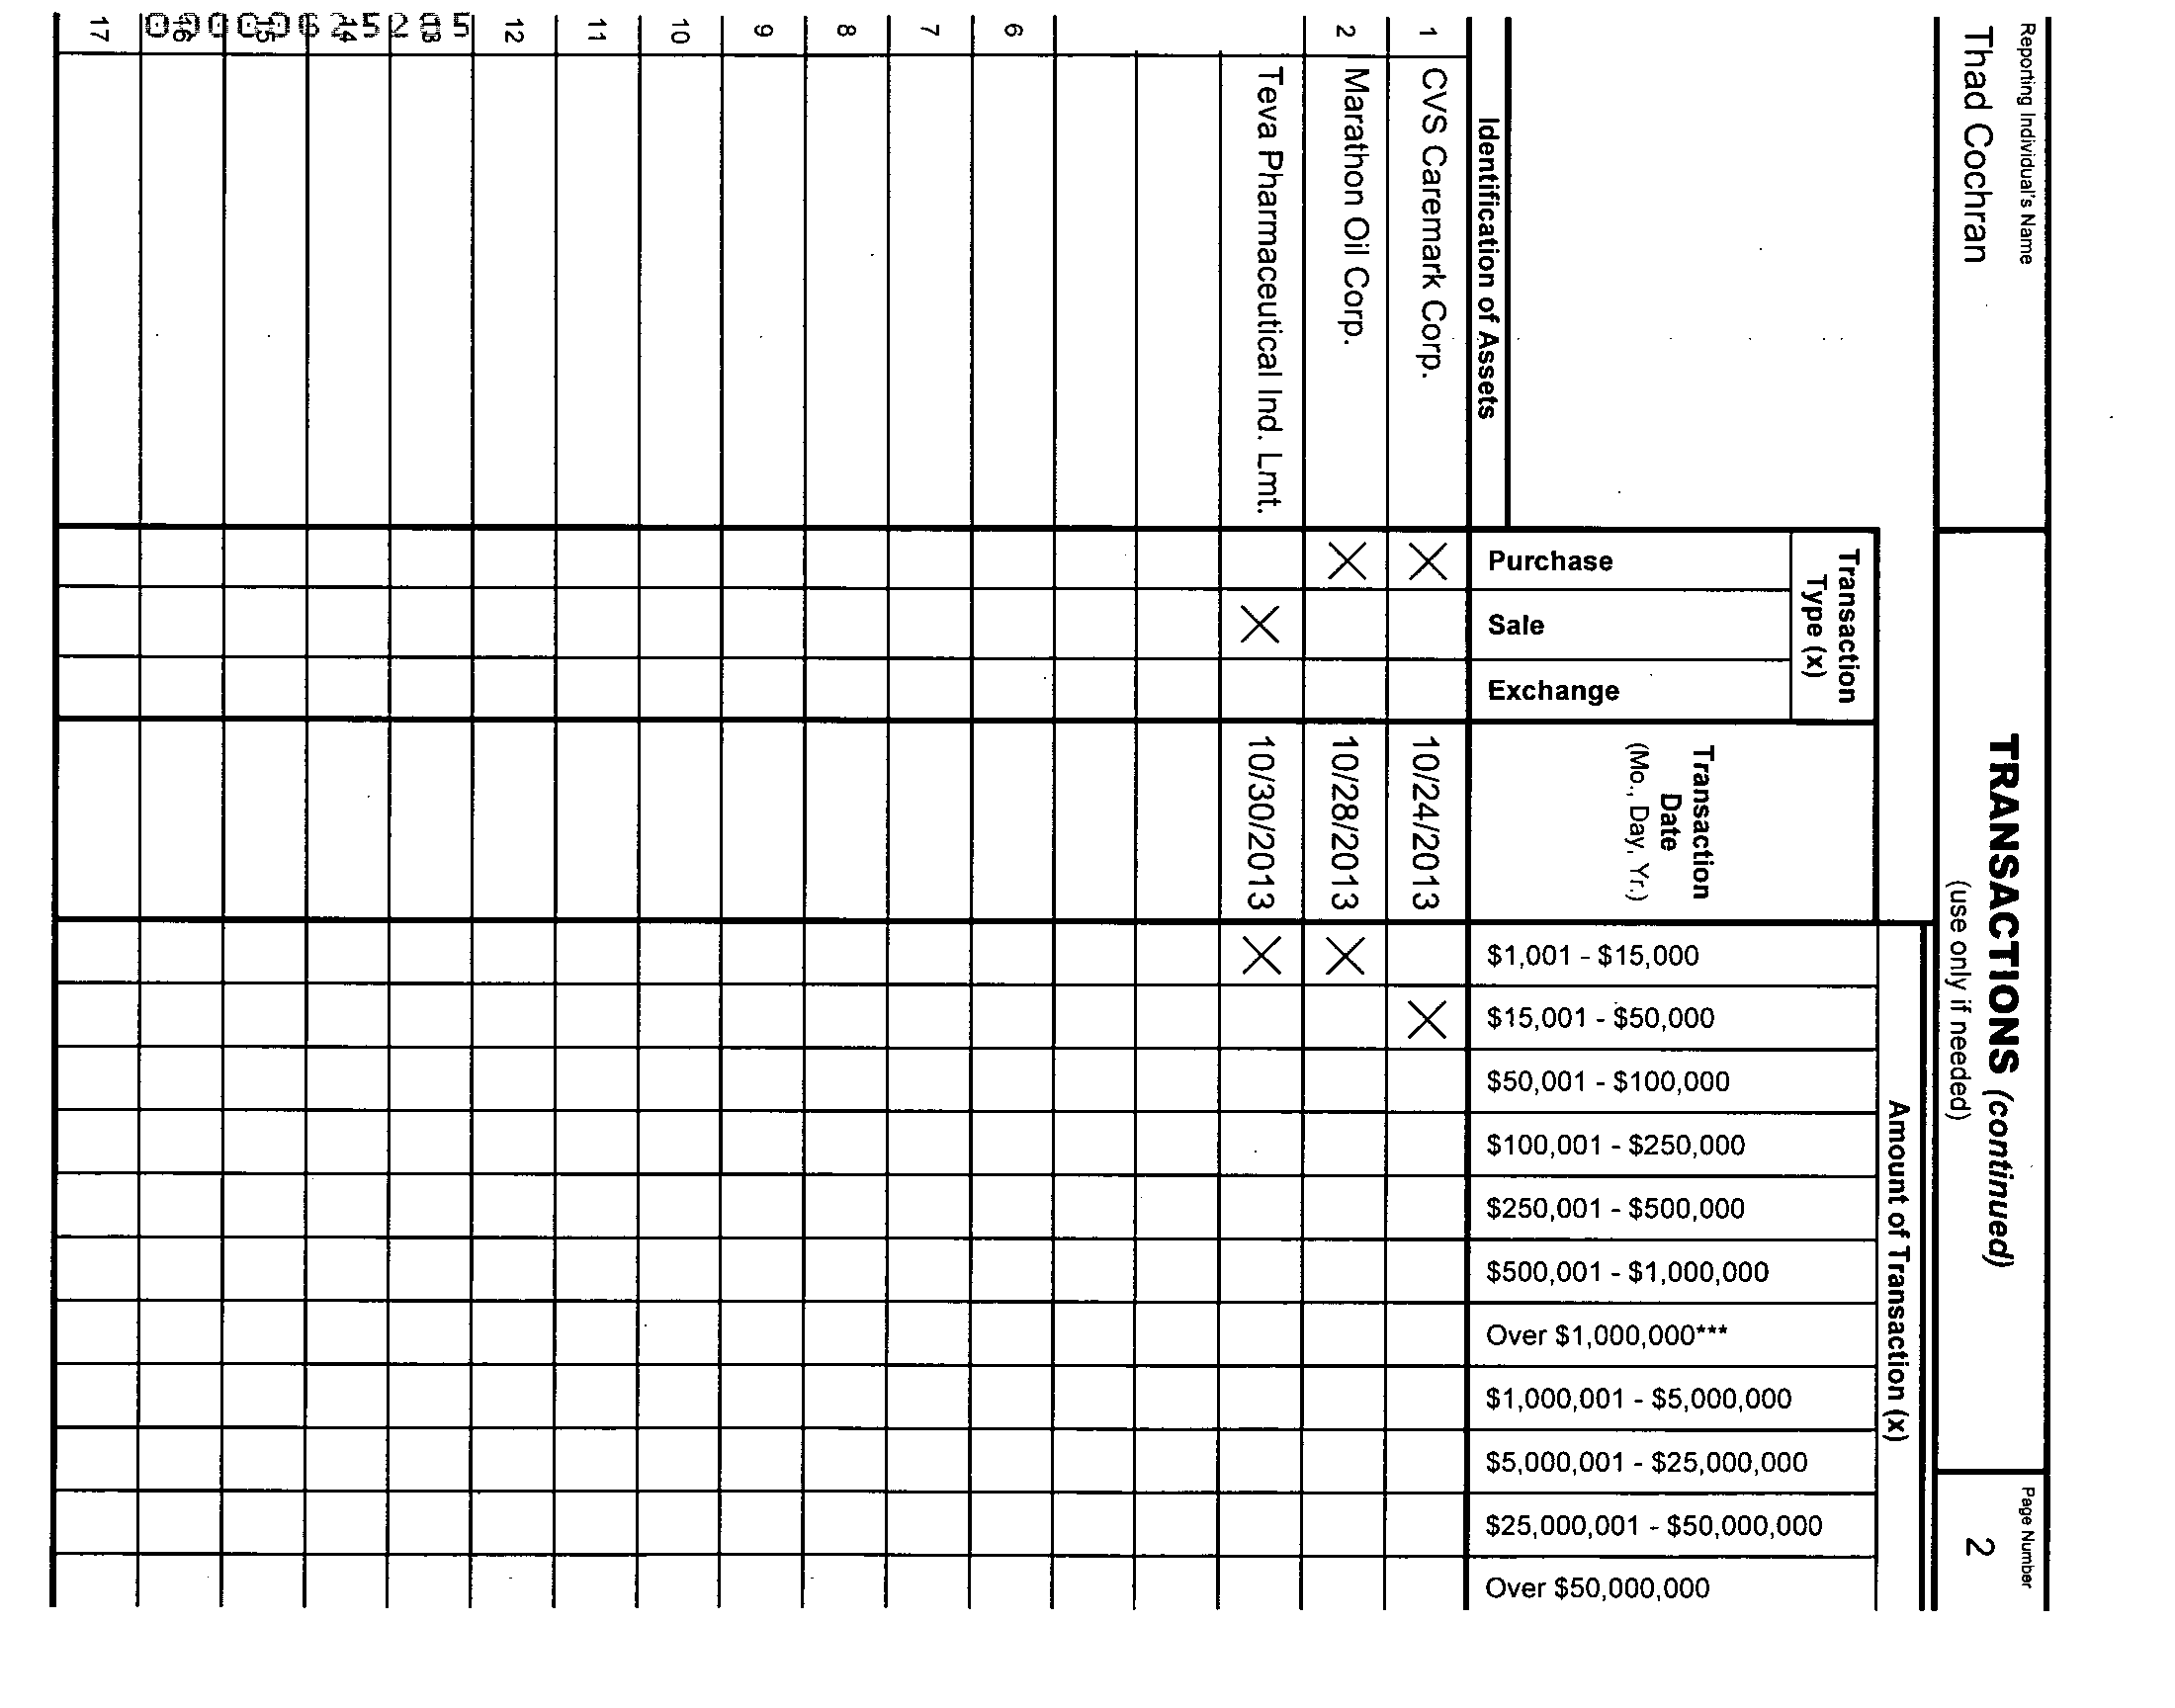 Reporting Individual's Name
Thad Cochran
TRANSACTIONS (continued)
(use only if needed)
Page Number
2
Identification of Assets
Transaction
Type (x)
Purchase
Sale
Exchange
Transaction
Date
(Mo., Day, Yr.)
Amount of Transaction (x)
$1,001 - $15,000
$15,001 - $50,000
$50,001 - $100,000
$100,001 - $250,000
$250,001 - $500,000
$500,001 - $1,000,000
Over $1,000,000***
$1,000,001 - $5,000,000
$5,000,001 - $25,000,000
$25,000,001 - $50,000,000
Over $50,000,000
1 CVS Caremark Corp. X 10/24/2013 X
2 Marathon Oil Corp. X 10/28/2013 X
Teva Pharmaceutical Ind. Lmt. X 10/30/2013 X
6
7
8
9
10
11
12
14
15
16
17